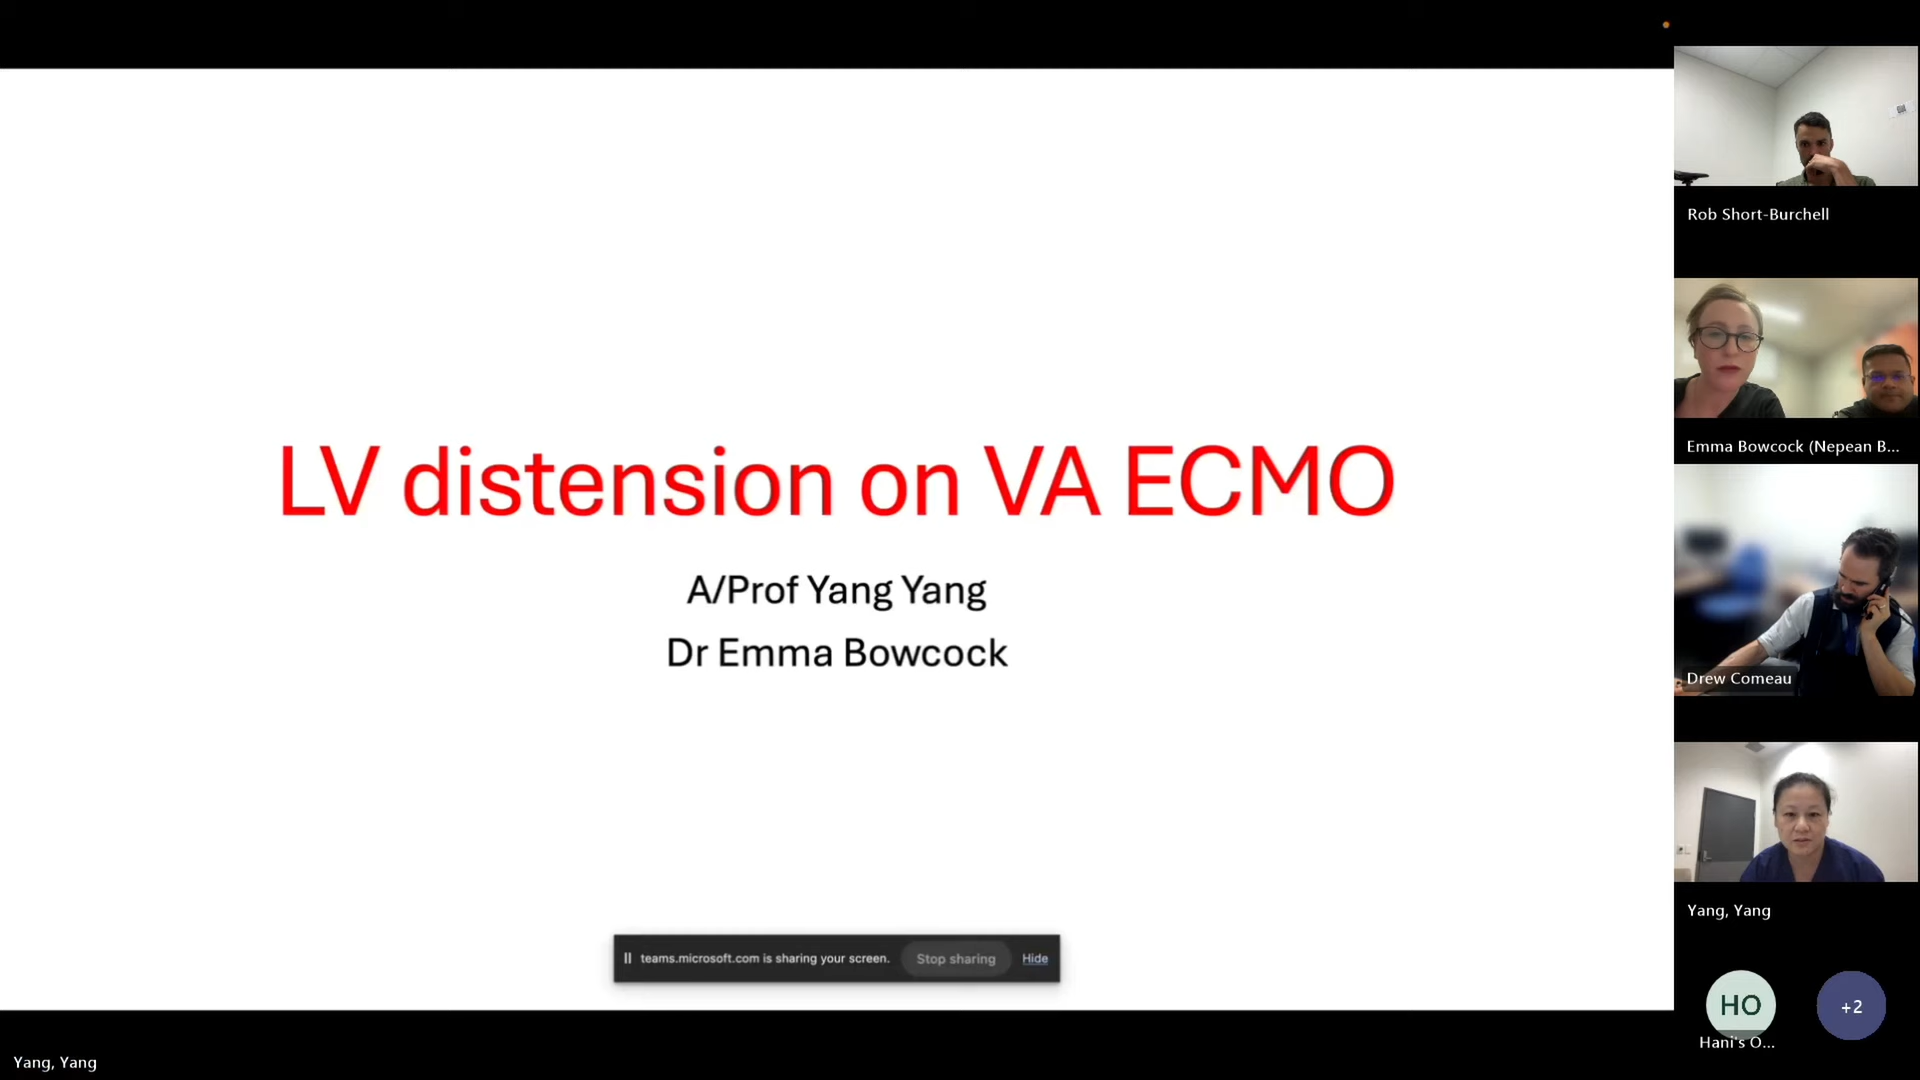 LV distension on VA ECMO
A/Prof Yang Yang
Dr Emma Bowcock
teams.microsoft.com is sharing your screen. Stop sharing Hide
Yang, Yang
Rob Short-Burchell
Emma Bowcock (Nepean B...
Drew Comeau
Yang, Yang
HO
+2
Hani's O...